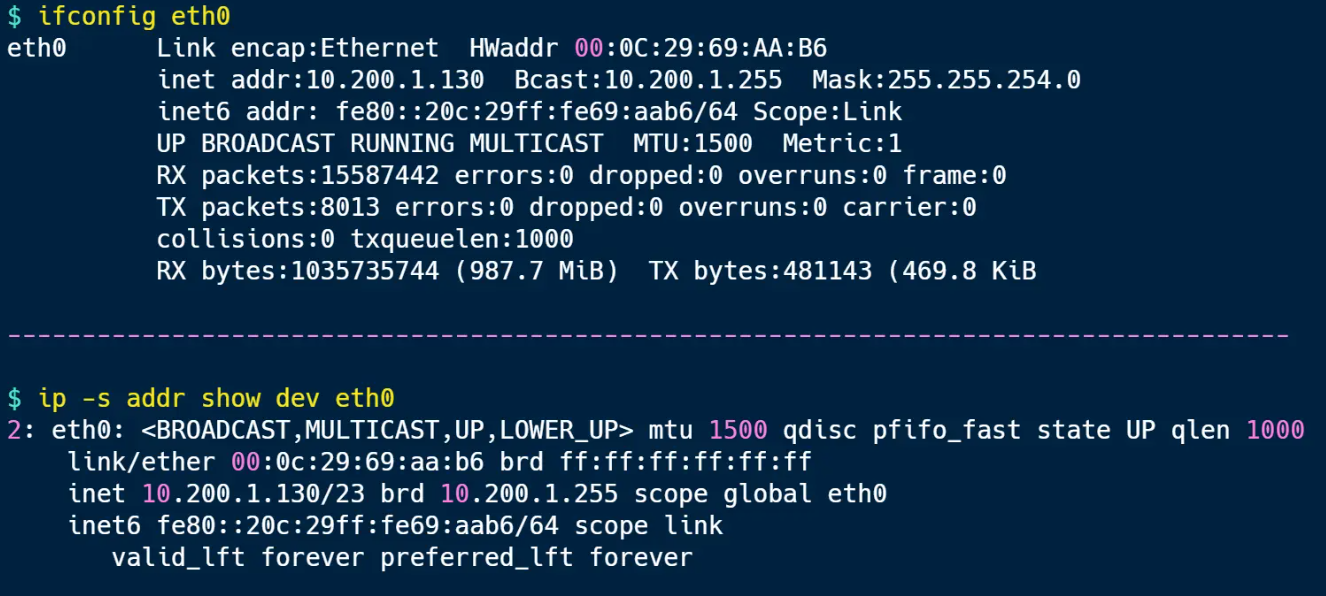 $ ifconfig eth0
eth0      Link encap:Ethernet  HWaddr 00:0C:29:69:AA:B6
          inet addr:10.200.1.130  Bcast:10.200.1.255  Mask:255.255.254.0
          inet6 addr: fe80::20c:29ff:fe69:aab6/64 Scope:Link
          UP BROADCAST RUNNING MULTICAST  MTU:1500  Metric:1
          RX packets:15587442 errors:0 dropped:0 overruns:0 frame:0
          TX packets:8013 errors:0 dropped:0 overruns:0 carrier:0
          collisions:0 txqueuelen:1000
          RX bytes:1035735744 (987.7 MiB)  TX bytes:481143 (469.8 KiB
--------------------------------------------------------------------------------------
$ ip -s addr show dev eth0
2: eth0: <BROADCAST,MULTICAST,UP,LOWER_UP> mtu 1500 qdisc pfifo_fast state UP qlen 1000
    link/ether 00:0c:29:69:aa:b6 brd ff:ff:ff:ff:ff:ff
    inet 10.200.1.130/23 brd 10.200.1.255 scope global eth0
    inet6 fe80::20c:29ff:fe69:aab6/64 scope link
       valid_lft forever preferred_lft forever